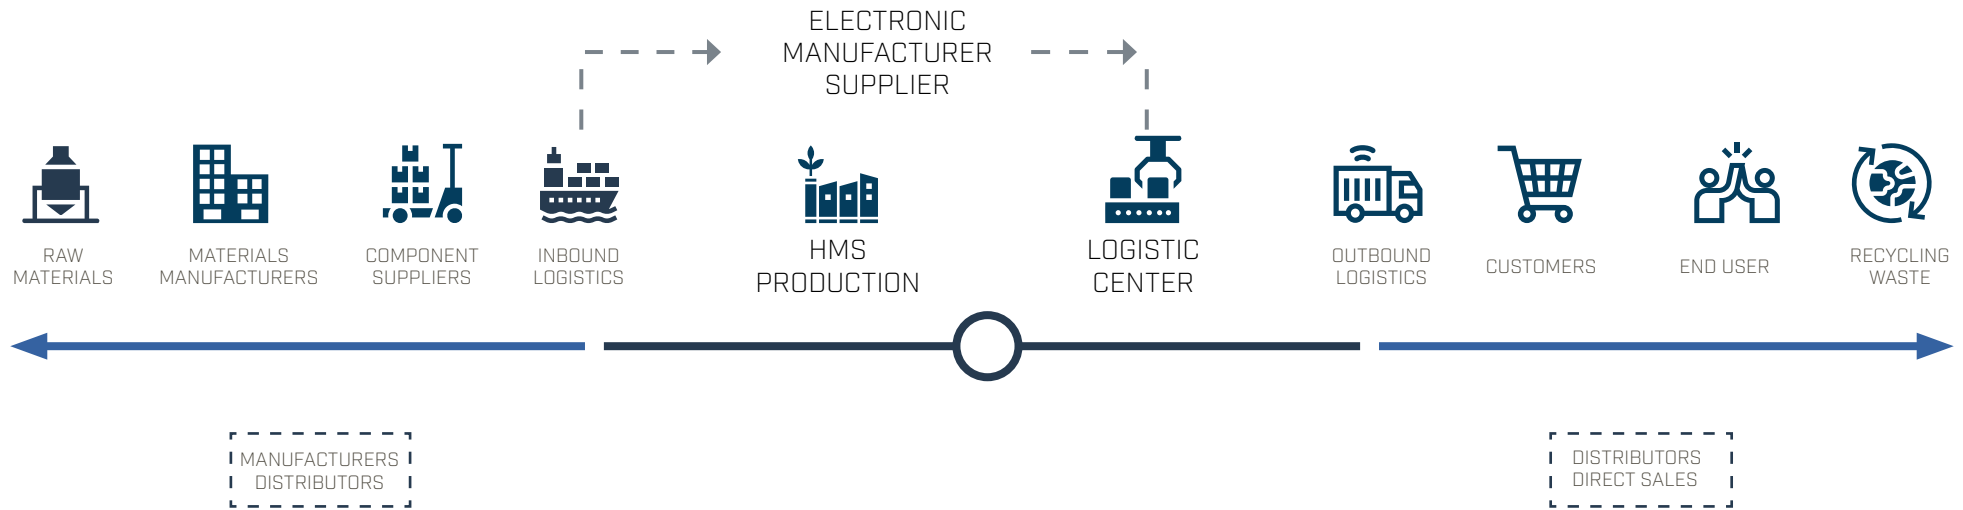 ELECTRONIC
MANUFACTURER
SUPPLIER
RAW
MATERIALS
MATERIALS
MANUFACTURERS
COMPONENT
SUPPLIERS
INBOUND
LOGISTICS
HMS
PRODUCTION
LOGISTIC
CENTER
OUTBOUND
LOGISTICS
CUSTOMERS
END USER
RECYCLING
WASTE
MANUFACTURERS
DISTRIBUTORS
DISTRIBUTORS
DIRECT SALES